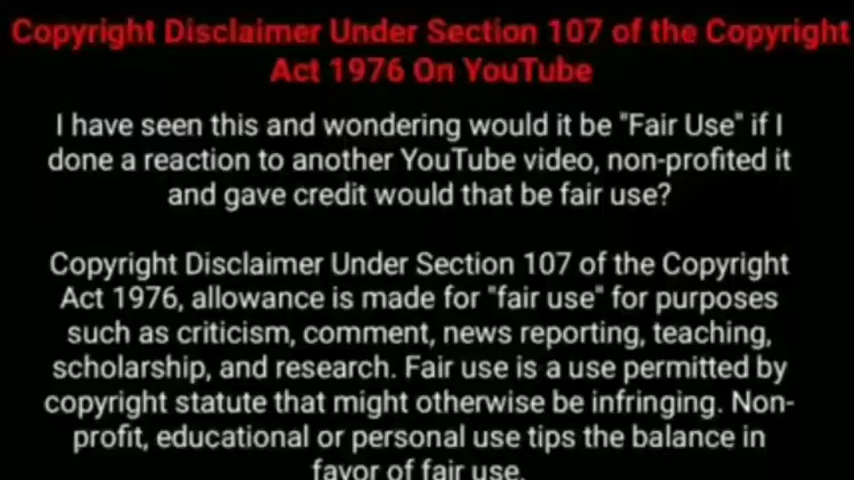 Copyright Disclaimer Under Section 107 of the Copyright
Act 1976 On YouTube
I have seen this and wondering would it be "Fair Use" if I
done a reaction to another YouTube video, non-profited it
and gave credit would that be fair use?
Copyright Disclaimer Under Section 107 of the Copyright
Act 1976, allowance is made for "fair use" for purposes
such as criticism, comment, news reporting, teaching,
scholarship, and research. Fair use is a use permitted by
copyright statute that might otherwise be infringing. Non-
profit, educational or personal use tips the balance in
favor of fair use.